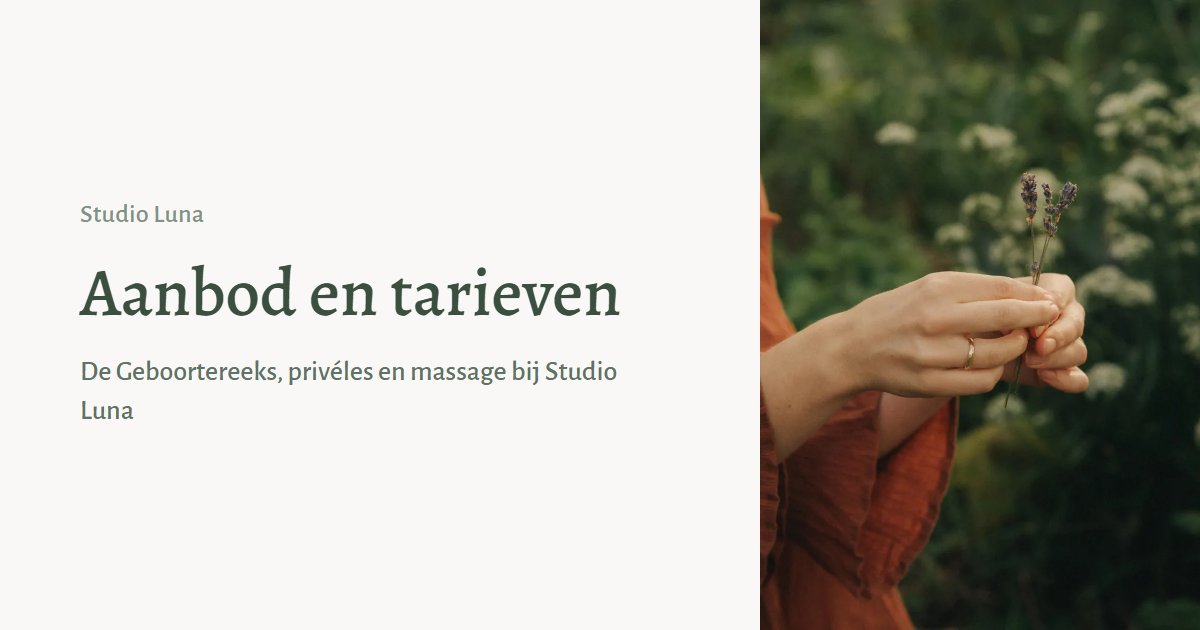 Studio Luna
Aanbod en tarieven
De Geboortereeks, privéles en massage bij Studio
Luna